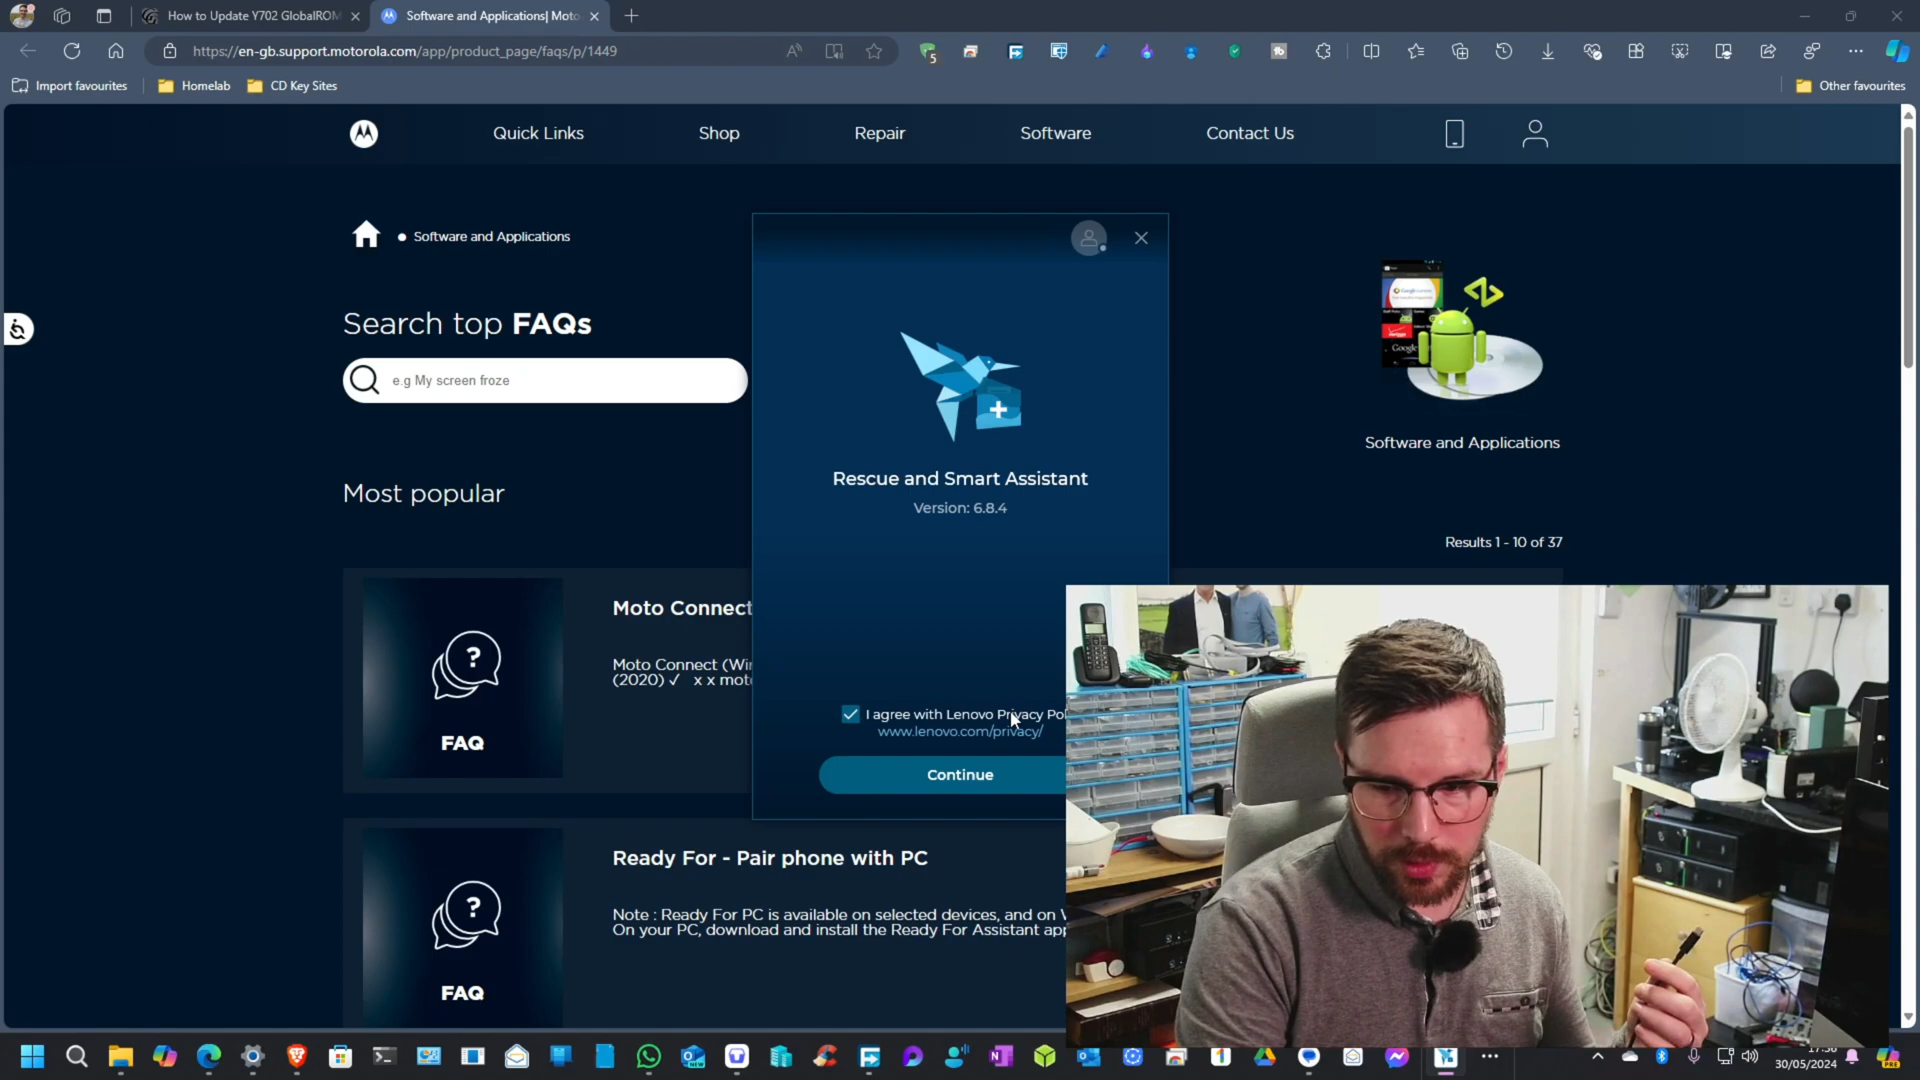 How to Update Y702 GlobalROM
Software and Applications| Moto
https://en-gb.support.motorola.com/app/product_page/faqs/p/1449
5
Import favourites
Homelab
CD Key Sites
Other favourites
Quick Links
Shop
Repair
Software
Contact Us
Software and Applications
Search top FAQs
e.g My screen froze
Software and Applications
Most popular
Results 1 - 10 of 37
Rescue and Smart Assistant
Version: 6.8.4
I agree with Lenovo Privacy Pol
www.lenovo.com/privacy/
Continue
FAQ
Moto Connect
Moto Connect (Wi
(2020) ✓ x x mot
FAQ
Ready For - Pair phone with PC
Note : Ready For PC is available on selected devices, and on
On your PC, download and install the Ready For Assistant ap
30/05/2024